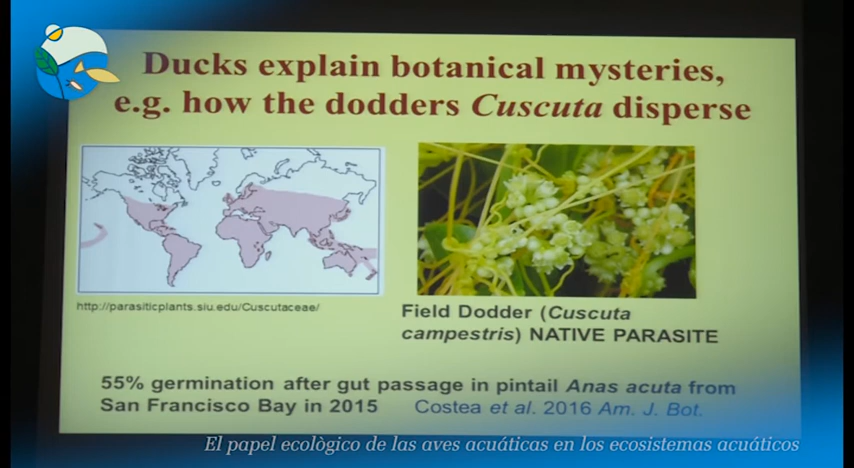 Ducks explain botanical mysteries,
e.g. how the dodders Cuscuta disperse
http://parasiticplants.siu.edu/Cuscutaceae/
Field Dodder (Cuscuta
campestris) NATIVE PARASITE
55% germination after gut passage in pintail Anas acuta from
San Francisco Bay in 2015 Costea et al. 2016 Am. J. Bot.
El papel ecològico de las aves acuáticas en los ecosistemas acuáticos